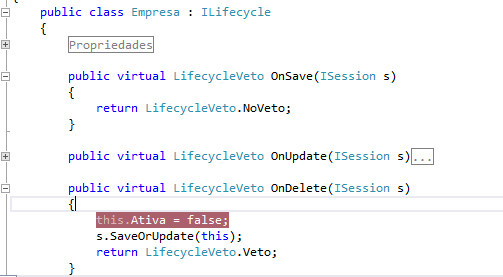 public class Empresa : ILifecycle
{
Propriedades
public virtual LifecycleVeto OnSave(ISession s)
{
return LifecycleVeto.NoVeto;
}
public virtual LifecycleVeto OnUpdate(ISession s)...
public virtual LifecycleVeto OnDelete(ISession s)
{
this.Ativa = false;
s.SaveOrUpdate(this);
return LifecycleVeto.Veto;
}